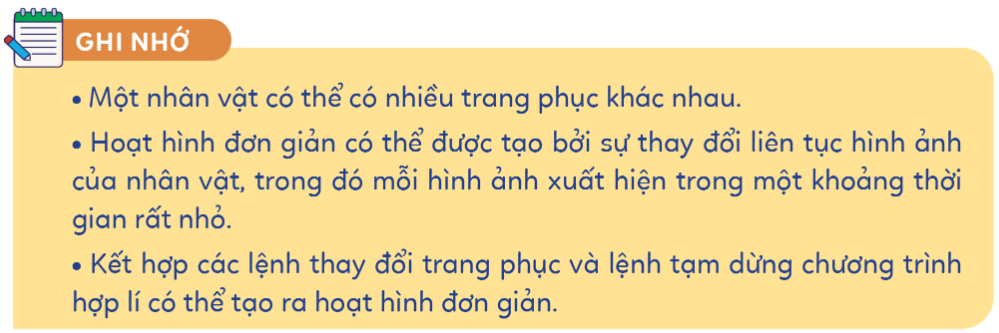 GHI NHỚ
• Một nhân vật có thể có nhiều trang phục khác nhau.
• Hoạt hình đơn giản có thể được tạo bởi sự thay đổi liên tục hình ảnh
của nhân vật, trong đó mỗi hình ảnh xuất hiện trong một khoảng thời
gian rất nhỏ.
• Kết hợp các lệnh thay đổi trang phục và lệnh tạm dừng chương trình
hợp lí có thể tạo ra hoạt hình đơn giản.